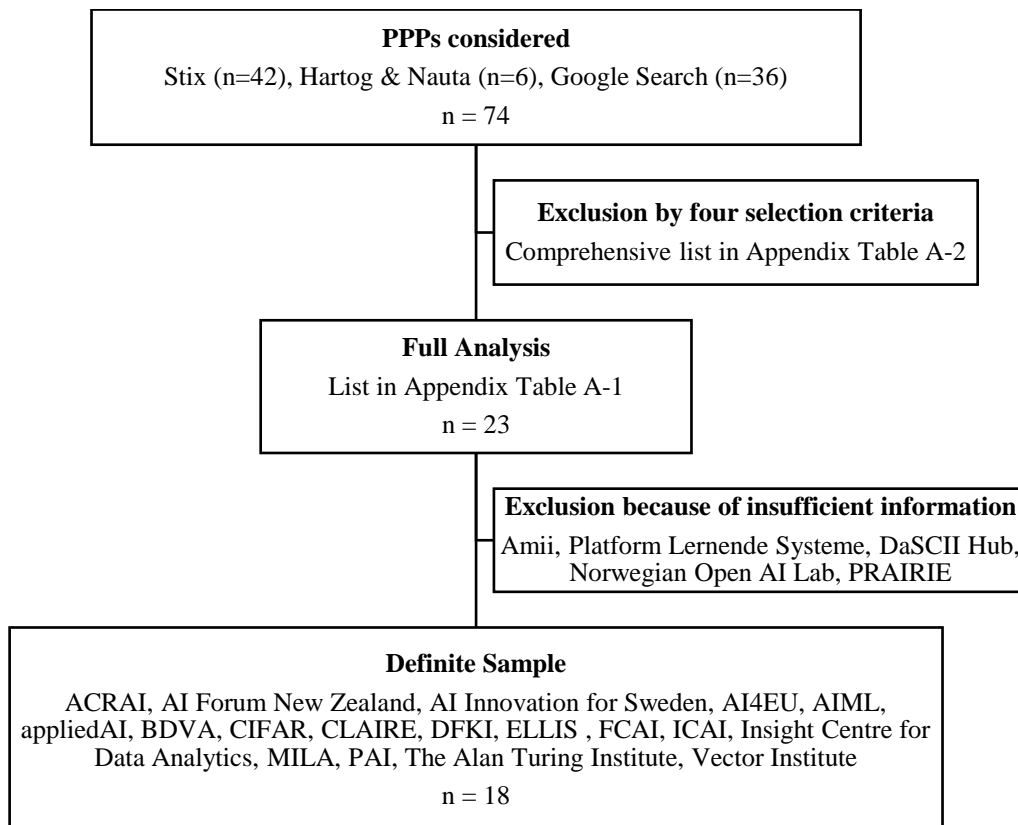 PPPs considered
Stix (n=42), Hartog & Nauta (n=6), Google Search (n=36)
n = 74
Exclusion by four selection criteria
Comprehensive list in Appendix Table A-2
Full Analysis
List in Appendix Table A-1
n = 23
Exclusion because of insufficient information
Amii, Platform Lernende Systeme, DaSCII Hub,
Norwegian Open AI Lab, PRAIRIE
Definite Sample
ACRAI, AI Forum New Zealand, AI Innovation for Sweden, AI4EU, AIML,
appliedAI, BDVA, CIFAR, CLAIRE, DFKI, ELLIS , FCAI, ICAI, Insight Centre for
Data Analytics, MILA, PAI, The Alan Turing Institute, Vector Institute
n = 18